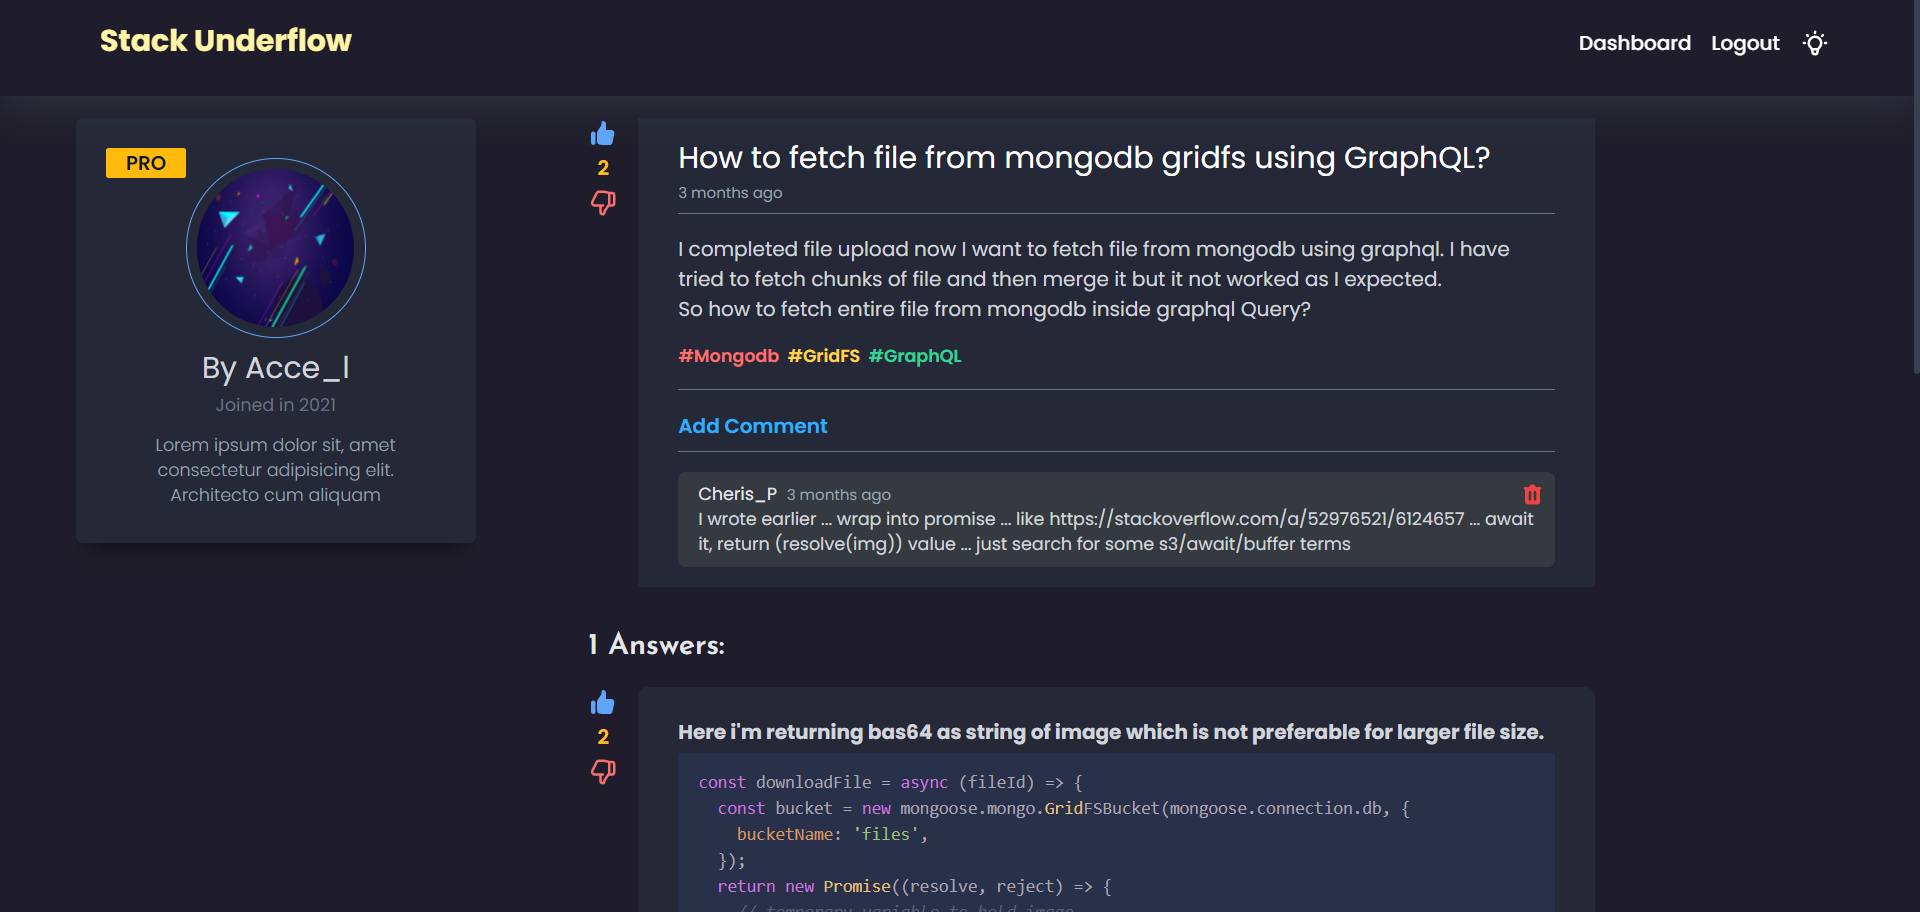 Stack Underflow
Dashboard Logout
PRO
By Acce_l
Joined in 2021
Lorem ipsum dolor sit, amet
consectetur adipisicing elit.
Architecto cum aliquam
2
How to fetch file from mongodb gridfs using GraphQL?
3 months ago
I completed file upload now I want to fetch file from mongodb using graphql. I have
tried to fetch chunks of file and then merge it but it not worked as I expected.
So how to fetch entire file from mongodb inside graphql Query?
#Mongodb #GridFS #GraphQL
Add Comment
Cheris_P 3 months ago
I wrote earlier ... wrap into promise ... like https://stackoverflow.com/a/52976521/6124657 ... await
it, return (resolve(img)) value ... just search for some s3/await/buffer terms
1 Answers:
2
Here i'm returning bas64 as string of image which is not preferable for larger file size.
const downloadFile = async (fileId) => {
const bucket = new mongoose.mongo.GridFSBucket(mongoose.connection.db, {
bucketName: 'files',
});
return new Promise((resolve, reject) => {
// temporary variable to hold image